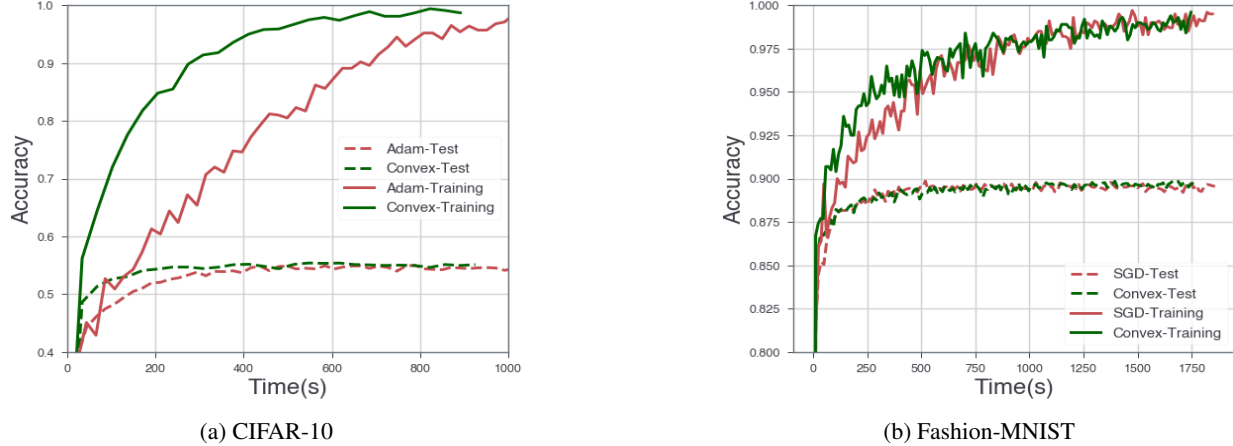 1.0
0.9
0.8
0.7
0.6
0.5
0.4
Accuracy
Adam-Test
Convex-Test
Adam-Training
Convex-Training
0 200 400 600 800 1000
Time(s)
(a) CIFAR-10
1.000
0.975
0.950
0.925
0.900
0.875
0.850
0.825
0.800
Accuracy
SGD-Test
Convex-Test
SGD-Training
Convex-Training
0 250 500 750 1000 1250 1500 1750
Time(s)
(b) Fashion-MNIST